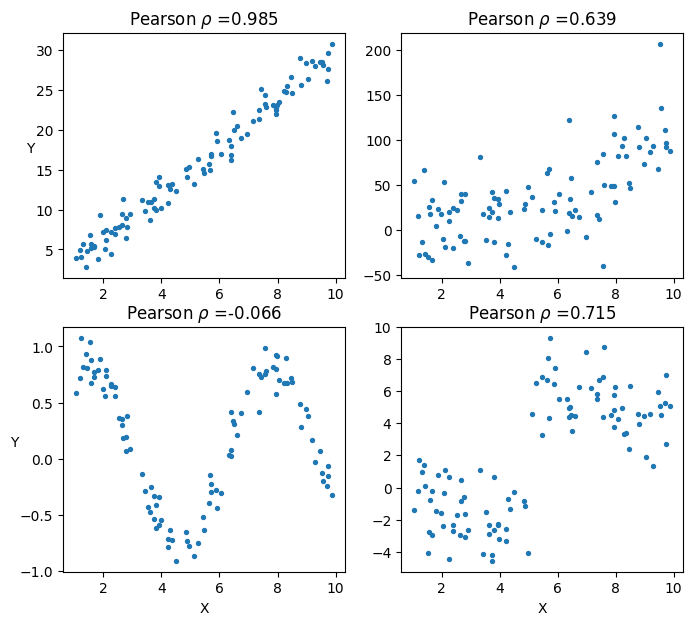 Pearson ρ =0.985
30
25
20
15
10
5
Y
2 4 6 8 10
Pearson ρ =0.639
200
150
100
50
0
−50
2 4 6 8 10
Pearson ρ =-0.066
1.0
0.5
0.0
−0.5
−1.0
Y
2 4 6 8 10
X
Pearson ρ =0.715
10
8
6
4
2
0
−2
−4
2 4 6 8 10
X